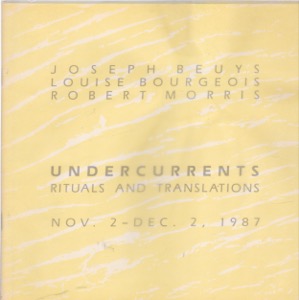 JOSEPH BEUYS
LOUISE BOURGEOIS
ROBERT MORRIS
UNDERCURRENTS
RITUALS AND TRANSLATIONS
NOV. 2–DEC. 2, 1987